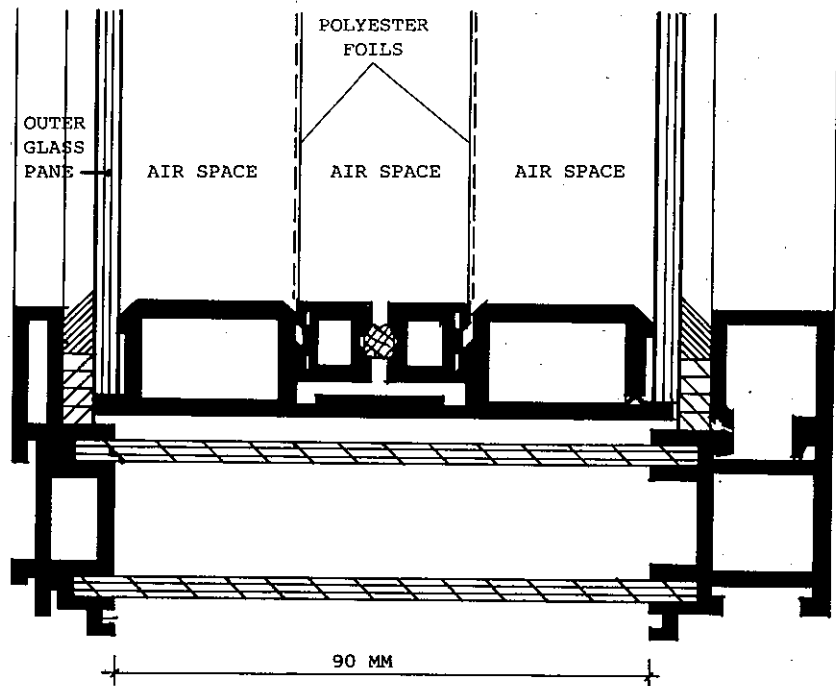 POLYESTER
FOILS
OUTER
GLASS
PANE
AIR SPACE
AIR SPACE
AIR SPACE
90 MM